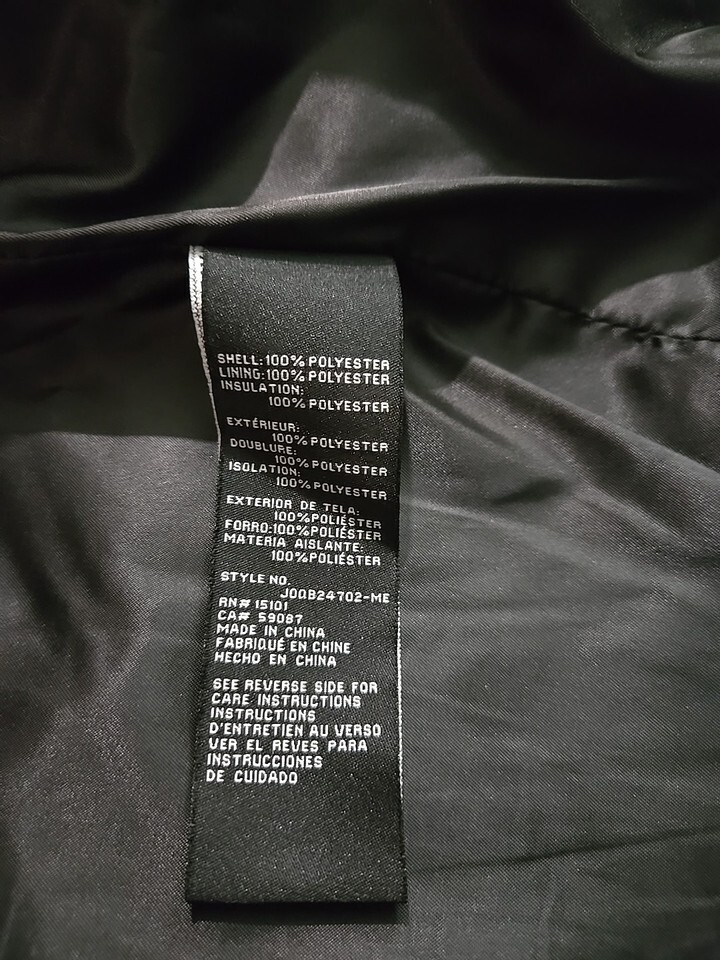 SHELL:100% POLYESTER
LINING:100% POLYESTER
INSULATION:
100% POLYESTER
EXTÉRIEUR:
100% POLYESTER
DOUBLURE:
100% POLYESTER
ISOLATION:
100% POLYESTER
EXTERIOR DE TELA:
100%POLIÉSTER
FORRO:100%POLIÉSTER
MATERIA AISLANTE:
100%POLIÉSTER
STYLE NO.
JOQB24702-ME
RN# 15101
CA# 59087
MADE IN CHINA
FABRIQUÉ EN CHINE
HECHO EN CHINA
SEE REVERSE SIDE FOR
CARE INSTRUCTIONS
INSTRUCTIONS
D'ENTRETIEN AU VERSO
VER EL REVES PARA
INSTRUCCIONES
DE CUIDADO